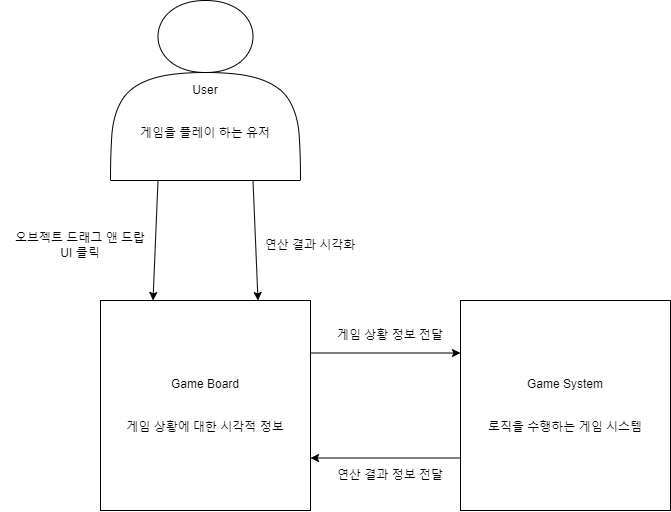 User
게임을 플레이 하는 유저
오브젝트 드래그 앤 드랍
UI 클릭
연산 결과 시각화
게임 상황 정보 전달
Game Board
게임 상황에 대한 시각적 정보
Game System
로직을 수행하는 게임 시스템
연산 결과 정보 전달